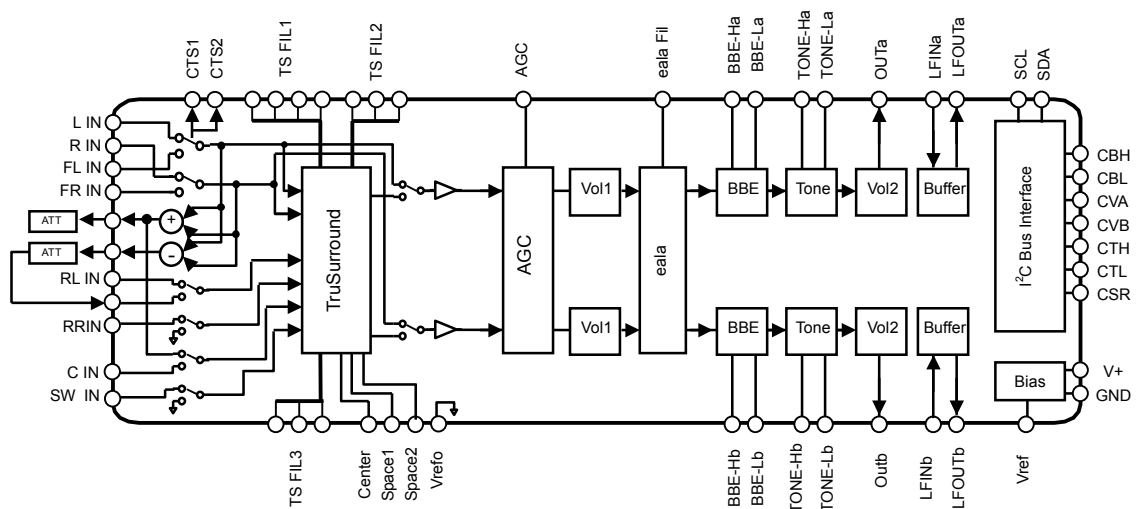 CTS1
CTS2
TS FIL1
TS FIL2
AGC
eala Fil
BBE-Ha
BBE-La
TONE-Ha
TONE-La
OUTa
LFINa
LFOUTa
SCL
SDA
L IN
R IN
FL IN
FR IN
ATT
ATT
RL IN
RRIN
C IN
SW IN
+
-
TruSurround
AGC
Vol1
Vol1
eala
BBE
Tone
Vol2
Buffer
BBE
Tone
Vol2
Buffer
I²C Bus Interface
Bias
CBH
CBL
CVA
CVB
CTH
CTL
CSR
V+
GND
TS FIL3
Center
Space1
Space2
Vrefo
BBE-Hb
BBE-Lb
TONE-Hb
TONE-Lb
Outb
LFINb
LFOUTb
Vref